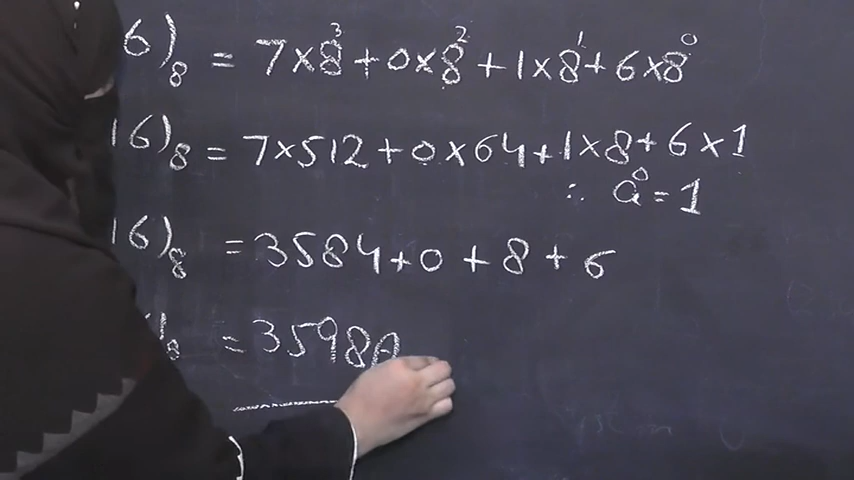 6)₈ = 7×8³+0×8²+1×8¹+6×8⁰
16)₈ = 7×512+0×64+1×8+6×1
∴ a⁰=1
16)₈ = 3584+0+8+6
)₈ = 3598